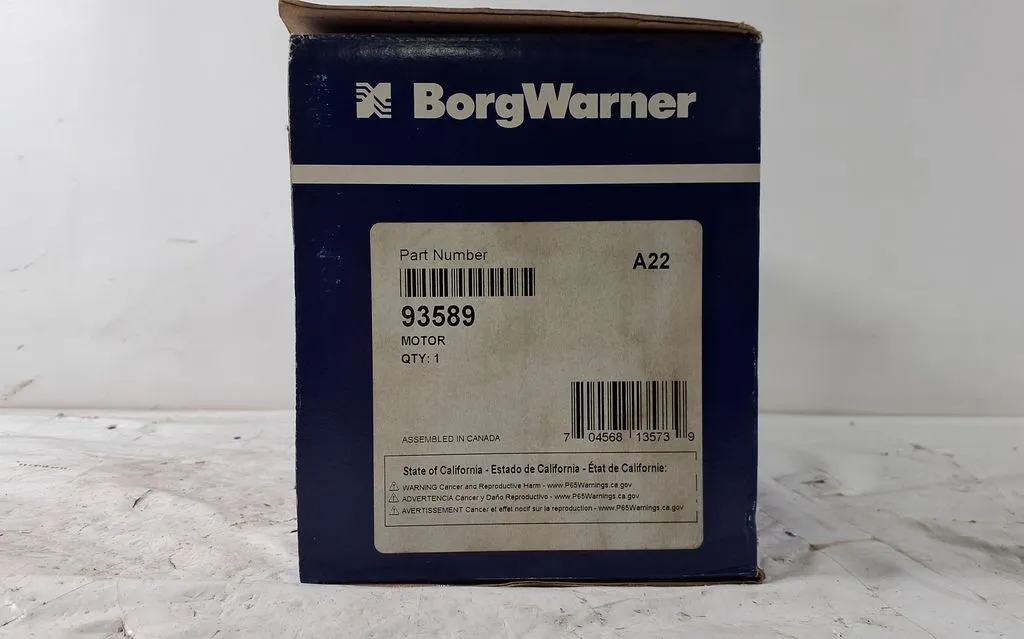 BorgWarner
Part Number
A22
93589
MOTOR
QTY: 1
7 04568 13573 9
ASSEMBLED IN CANADA
State of California - Estado de California - État de Californie:
WARNING Cancer and Reproductive Harm - www.P65Warnings.ca.gov
ADVERTENCIA Cáncer y Daño Reproductivo - www.P65Warnings.ca.gov
AVERTISSEMENT Cancer et effet nocif sur la reproduction - www.P65Warnings.ca.gov